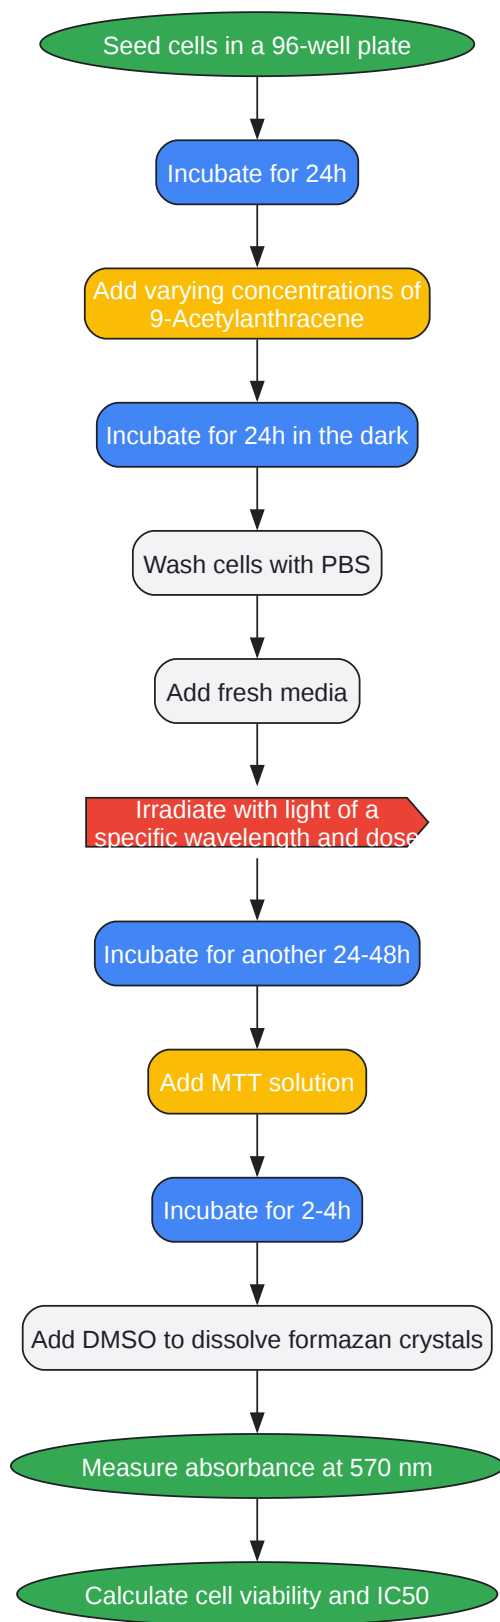 Seed cells in a 96-well plate
Incubate for 24h
Add varying concentrations of
9-Acetylanthracene
Incubate for 24h in the dark
Wash cells with PBS
Add fresh media
Irradiate with light of a
specific wavelength and dose
Incubate for another 24-48h
Add MTT solution
Incubate for 2-4h
Add DMSO to dissolve formazan crystals
Measure absorbance at 570 nm
Calculate cell viability and IC50